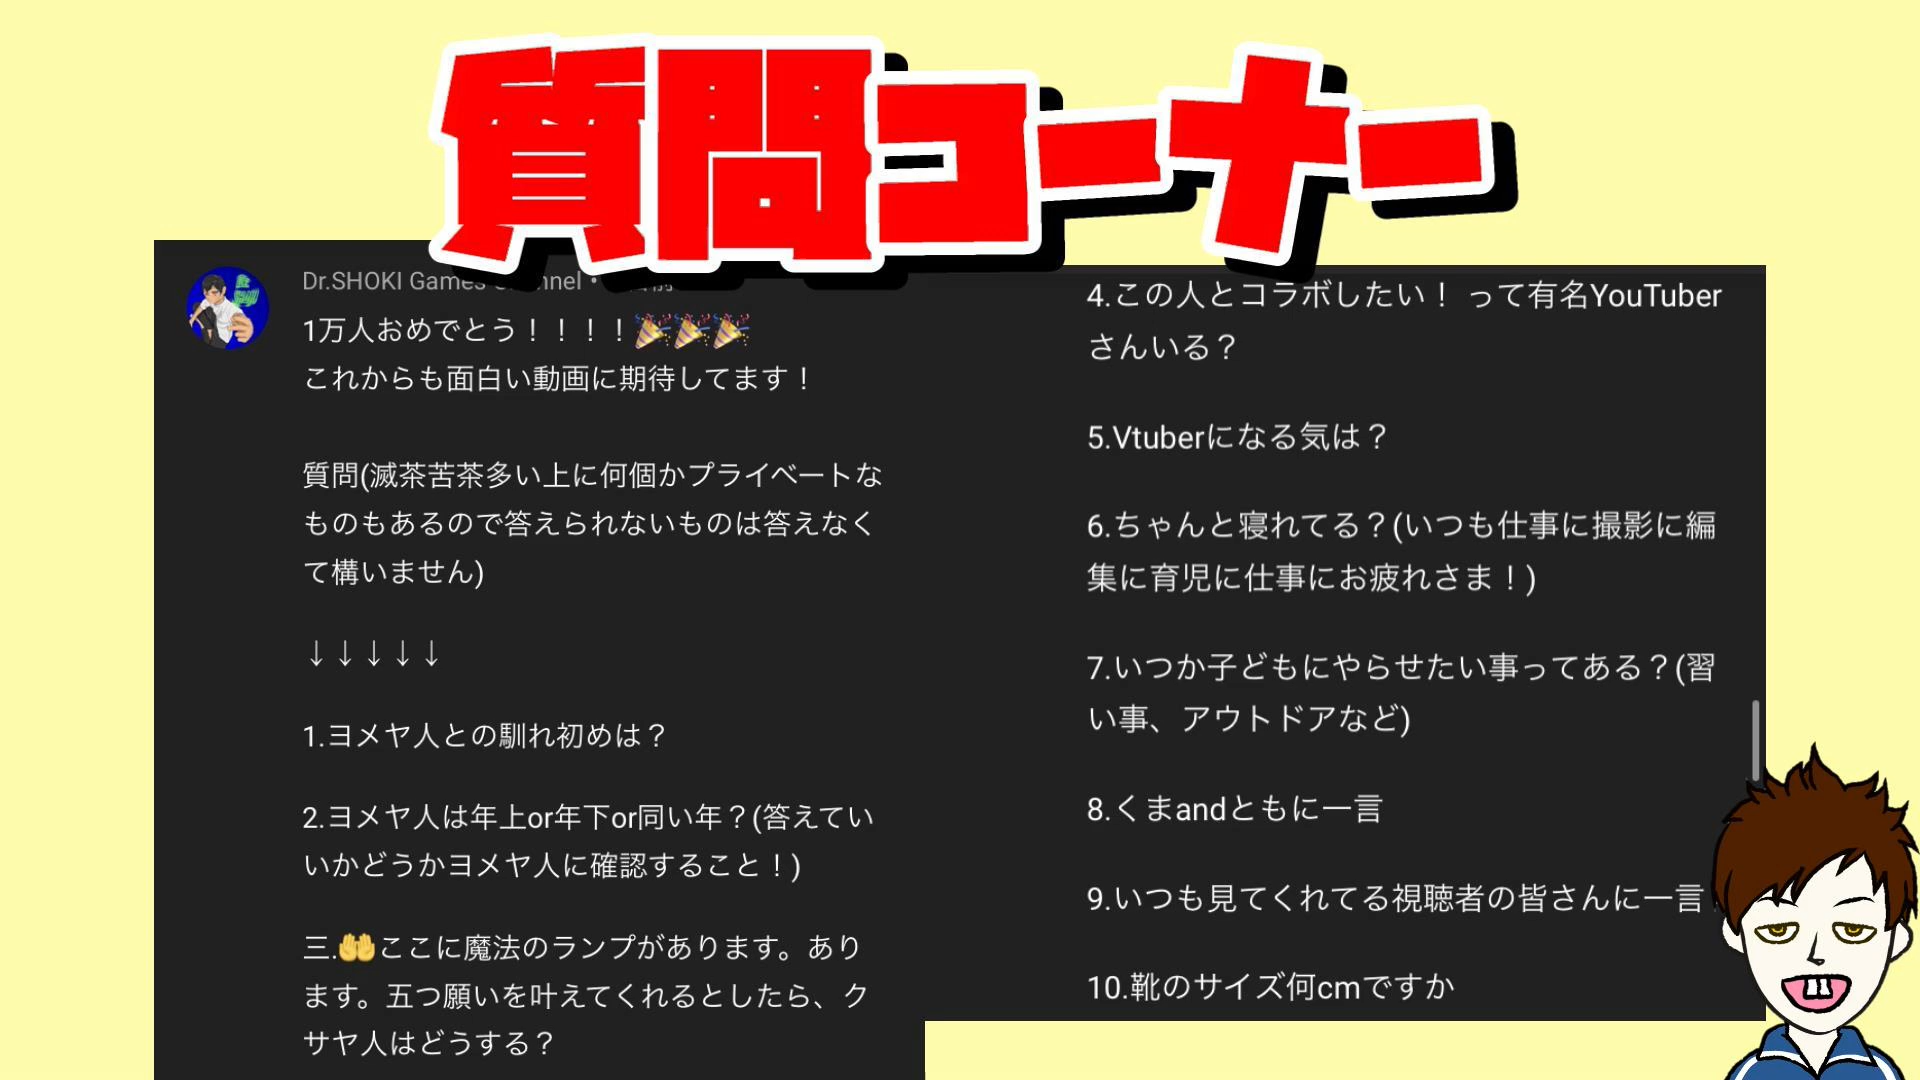 質問コーナー
Dr.SHOKI Games
1万人おめでとう！！！！🎉🎉🎉
これからも面白い動画に期待してます！
質問(滅茶苦茶多い上に何個かプライベートな
ものもあるので答えられないものは答えなく
て構いません)
↓↓↓↓↓
1.ヨメヤ人との馴れ初めは？
2.ヨメヤ人は年上or年下or同い年？(答えてい
いかどうかヨメヤ人に確認すること！)
三.🤲ここに魔法のランプがあります。あり
ます。五つ願いを叶えてくれるとしたら、ク
サヤ人はどうする？
4.この人とコラボしたい！ って有名YouTuber
さんいる？
5.Vtuberになる気は？
6.ちゃんと寝れてる？(いつも仕事に撮影に編
集に育児に仕事にお疲れさま！)
7.いつか子どもにやらせたい事ってある？(習
い事、アウトドアなど)
8.くまandともに一言
9.いつも見てくれてる視聴者の皆さんに一言
10.靴のサイズ何cmですか